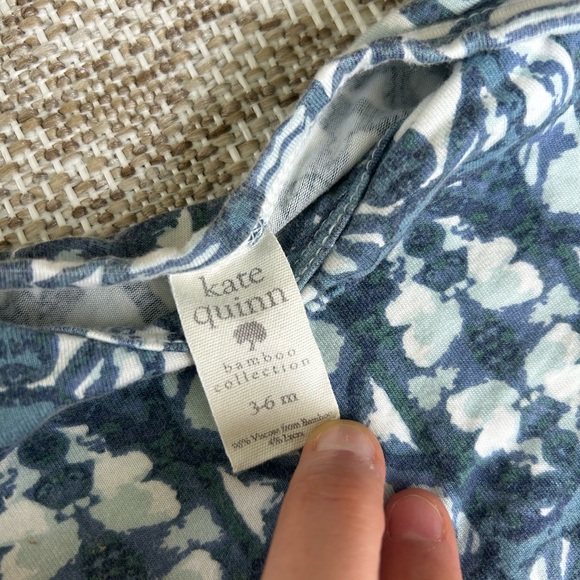 kate
quinn
bamboo
collection
3-6 m
96% Viscose from Bamboo
4% Lycra